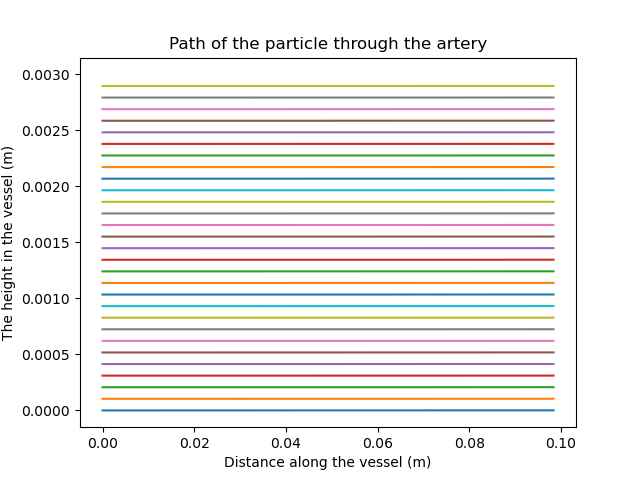 Path of the particle through the artery
The height in the vessel (m)
0.0030
0.0025
0.0020
0.0015
0.0010
0.0005
0.0000
0.00 0.02 0.04 0.06 0.08 0.10
Distance along the vessel (m)